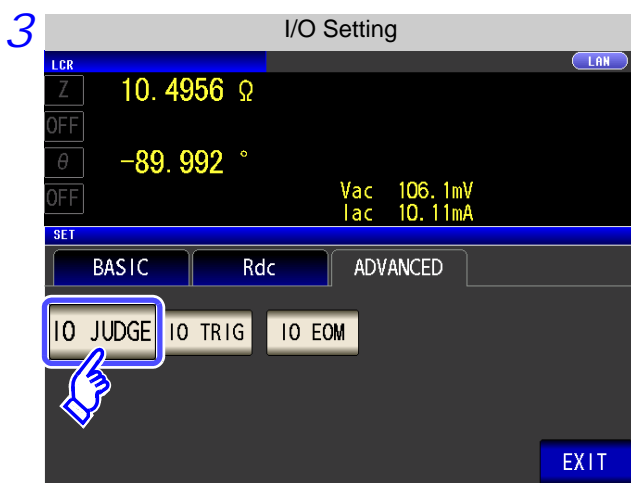 3
I/O Setting
LCR
LAN
Z 10.4956 Ω
OFF
θ -89.992 °
OFF
Vac 106.1mV
Iac 10.11mA
SET
BASIC Rdc ADVANCED
IO JUDGE IO TRIG IO EOM
EXIT